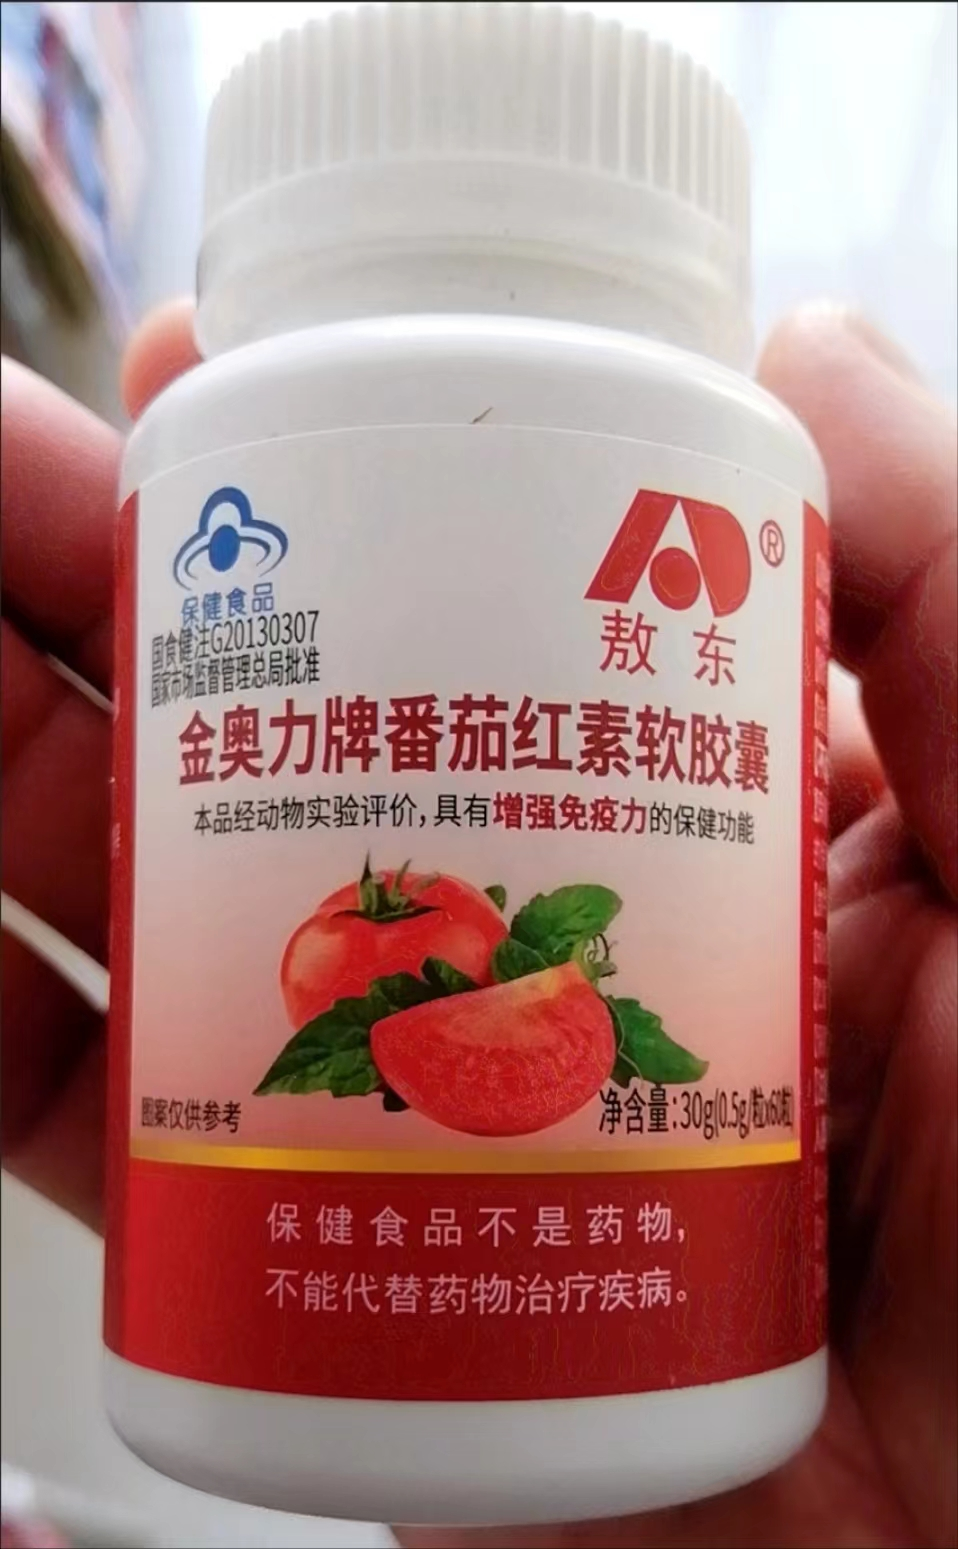 保健食品
国食健注G20130307
国家市场监督管理总局批准
®
敖东
金奥力牌番茄红素软胶囊
本品经动物实验评价，具有增强免疫力的保健功能
图案仅供参考
净含量：30g(0.5g/粒x60粒)
保健食品不是药物，
不能代替药物治疗疾病。